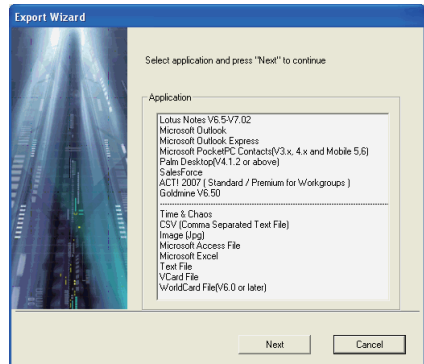 Export Wizard
Select application and press "Next" to continue
Application
Lotus Notes V6.5-V7.02
Microsoft Outlook
Microsoft Outlook Express
Microsoft PocketPC Contacts(V3.x, 4.x and Mobile 5,6)
Palm Desktop(V4.1.2 or above)
SalesForce
ACT! 2007 ( Standard / Premium for Workgroups )
Goldmine V6.50
Time & Chaos
CSV (Comma Separated Text File)
Image (Jpg)
Microsoft Access File
Microsoft Excel
Text File
VCard File
WorldCard File(V6.0 or later)
Next
Cancel